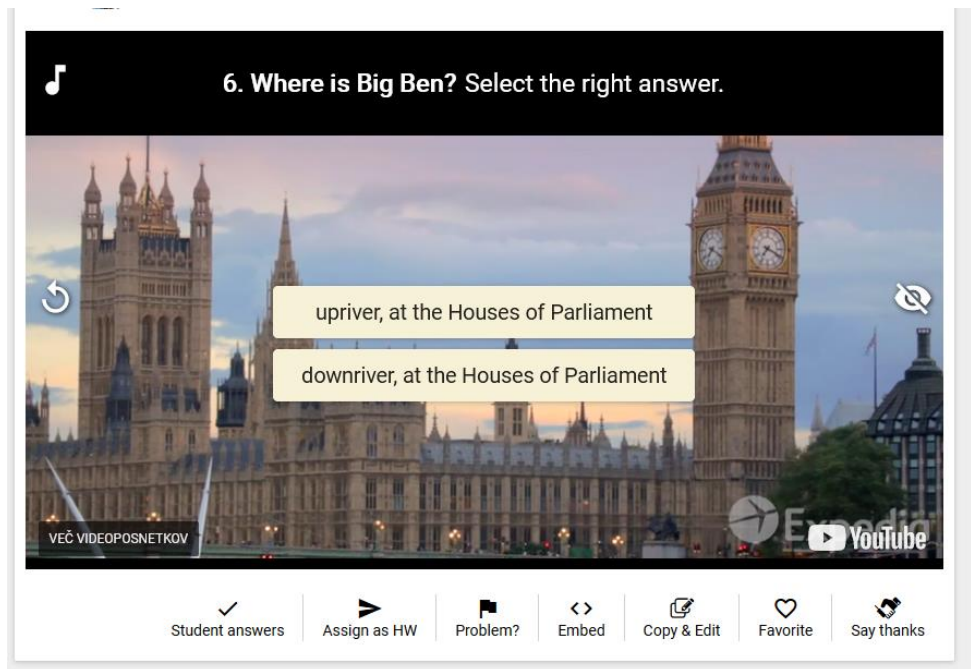 6. Where is Big Ben? Select the right answer.
upriver, at the Houses of Parliament
downriver, at the Houses of Parliament
VEČ VIDEOPOSNETKOV
Expedia
YouTube
Student answers
Assign as HW
Problem?
Embed
Copy & Edit
Favorite
Say thanks